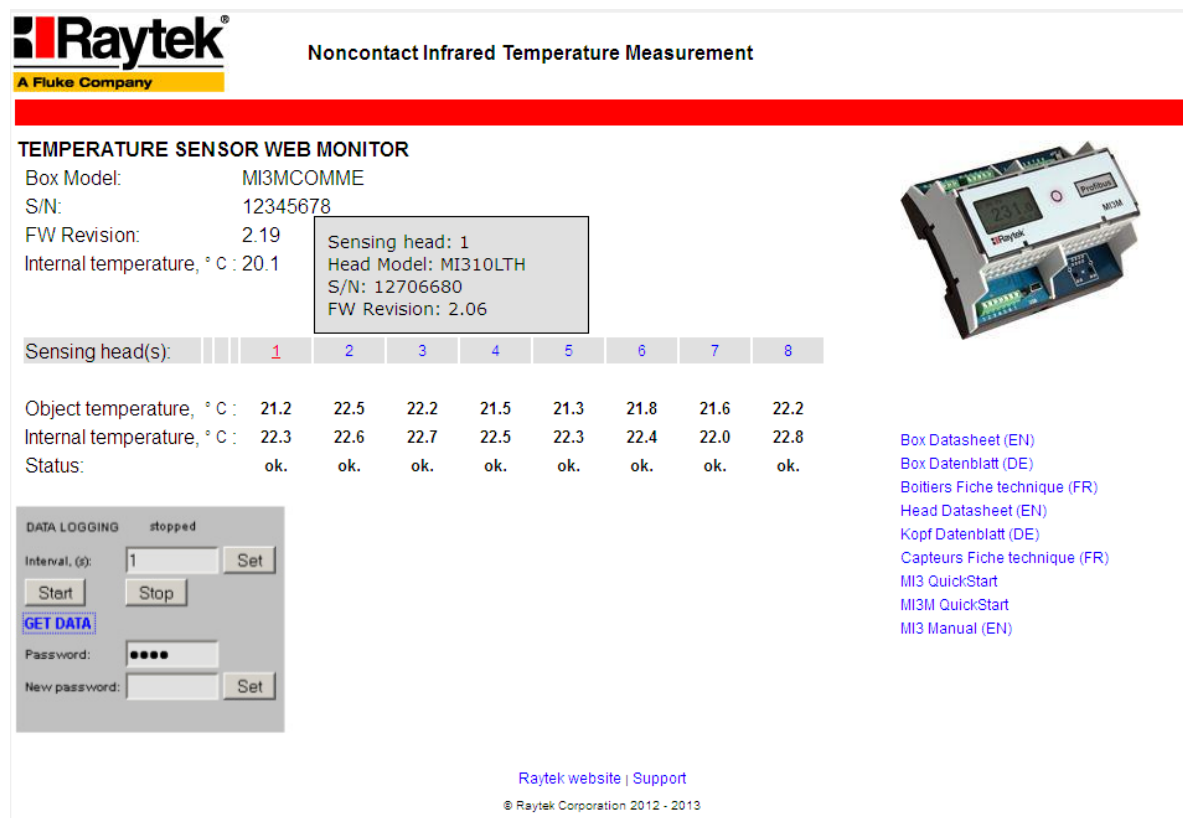 Raytek®
A Fluke Company
Noncontact Infrared Temperature Measurement
TEMPERATURE SENSOR WEB MONITOR
Box Model: MI3MCOMME
S/N: 12345678
FW Revision: 2.19
Internal temperature, ° C : 20.1
Sensing head: 1
Head Model: MI310LTH
S/N: 12706680
FW Revision: 2.06
Profibus
MI3M
231.0
Raytek
Sensing head(s): 1 2 3 4 5 6 7 8
Object temperature, ° C : 21.2 22.5 22.2 21.5 21.3 21.8 21.6 22.2
Internal temperature, ° C : 22.3 22.6 22.7 22.5 22.3 22.4 22.0 22.8
Status: ok. ok. ok. ok. ok. ok. ok. ok.
Box Datasheet (EN)
Box Datenblatt (DE)
Boitiers Fiche technique (FR)
Head Datasheet (EN)
Kopf Datenblatt (DE)
Capteurs Fiche technique (FR)
MI3 QuickStart
MI3M QuickStart
MI3 Manual (EN)
DATA LOGGING stopped
Interval, (s): 1 Set
Start Stop
GET DATA
Password: ●●●●
New password: Set
Raytek website | Support
© Raytek Corporation 2012 - 2013